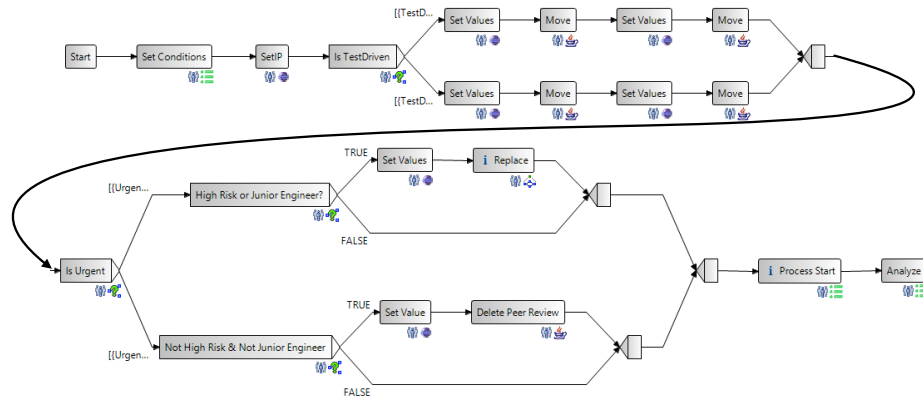 [{TestD...
Set Values
Move
Set Values
Move
Start
Set Conditions
SetIP
Is TestDriven
[{TestD...
Set Values
Move
Set Values
Move
TRUE
Set Values
i Replace
[{Urgen...
High Risk or Junior Engineer?
FALSE
Is Urgent
i Process Start
Analyze
TRUE
Set Value
Delete Peer Review
Not High Risk & Not Junior Engineer
[{Urgen...
FALSE